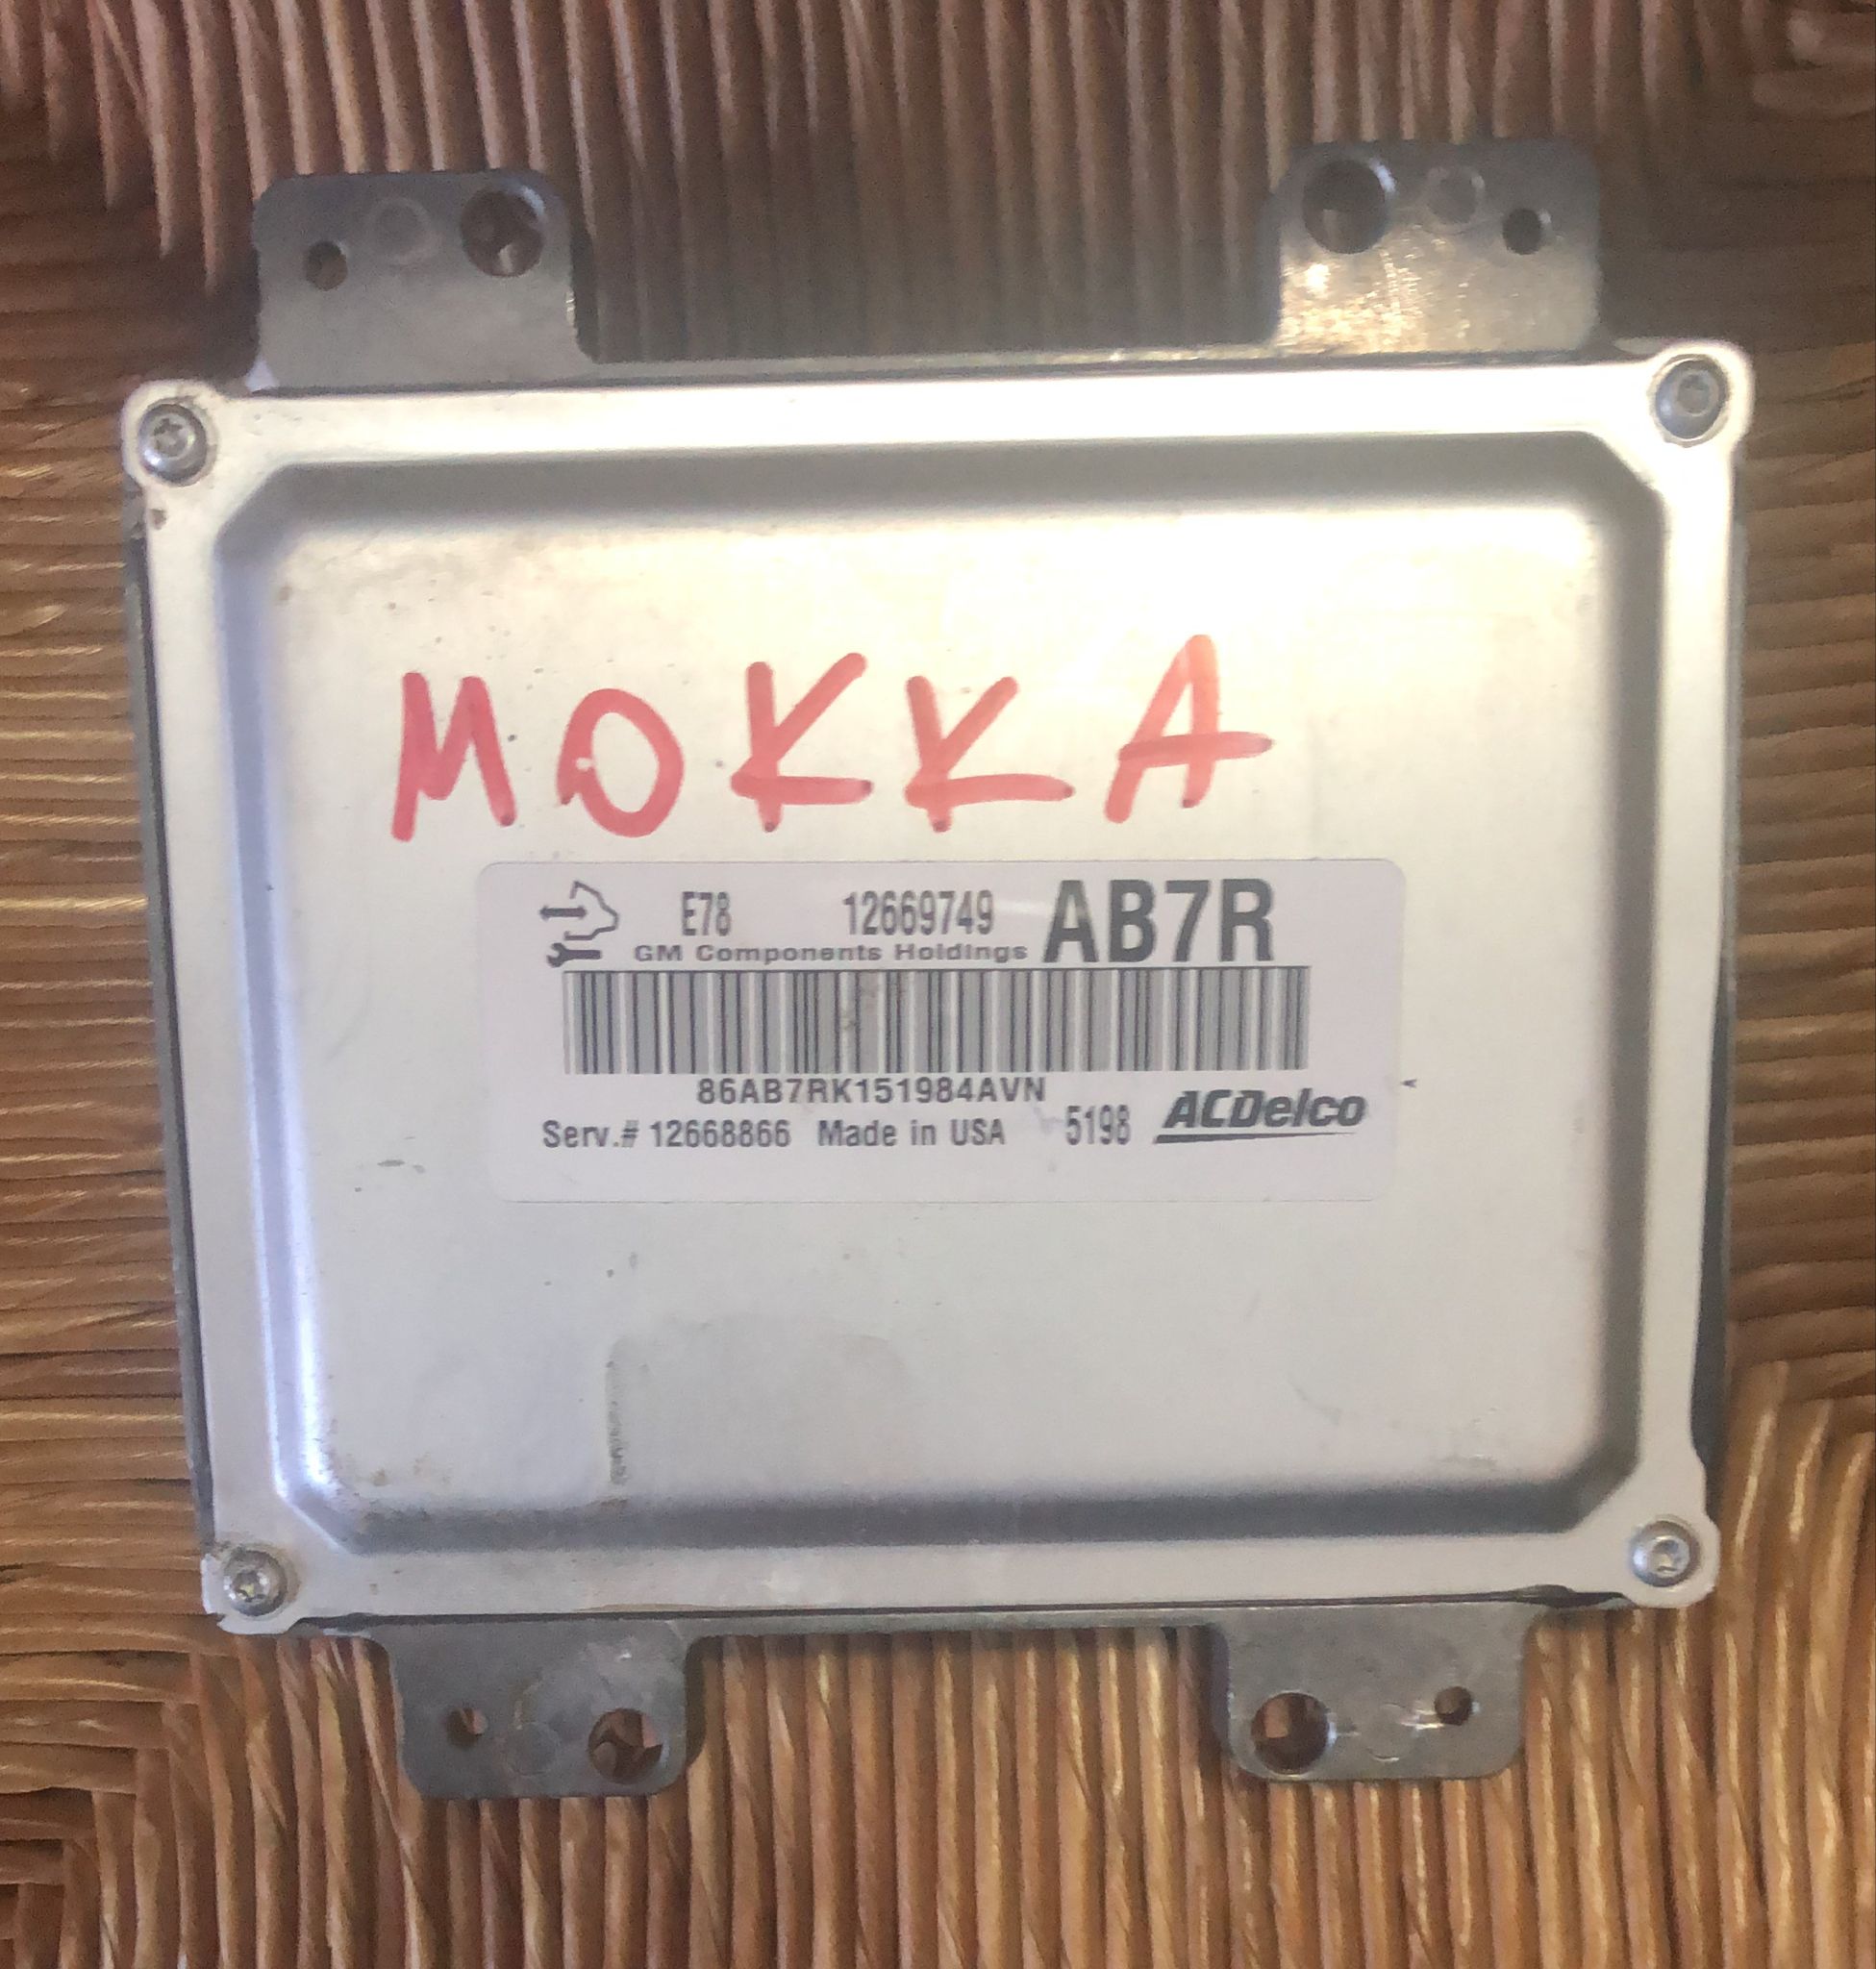 MOKKA
E78 12669749 AB7R
GM Components Holdings
86AB7RK151984AVN
Serv.# 12668866 Made in USA 5198 ACDelco